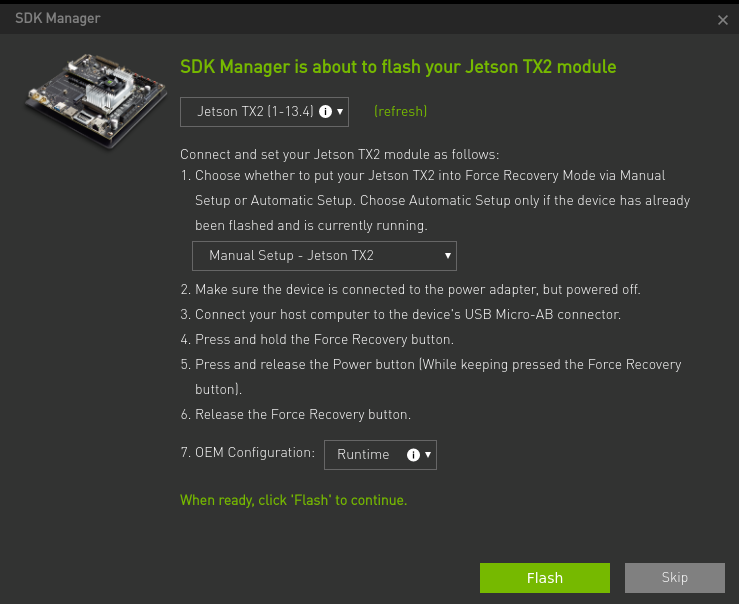 SDK Manager
SDK Manager is about to flash your Jetson TX2 module
Jetson TX2 (1-13.4)
(refresh)
Connect and set your Jetson TX2 module as follows:
1. Choose whether to put your Jetson TX2 into Force Recovery Mode via Manual
Setup or Automatic Setup. Choose Automatic Setup only if the device has already
been flashed and is currently running.
Manual Setup - Jetson TX2
2. Make sure the device is connected to the power adapter, but powered off.
3. Connect your host computer to the device's USB Micro-AB connector.
4. Press and hold the Force Recovery button.
5. Press and release the Power button (While keeping pressed the Force Recovery
button).
6. Release the Force Recovery button.
7. OEM Configuration:
Runtime
When ready, click 'Flash' to continue.
Flash
Skip